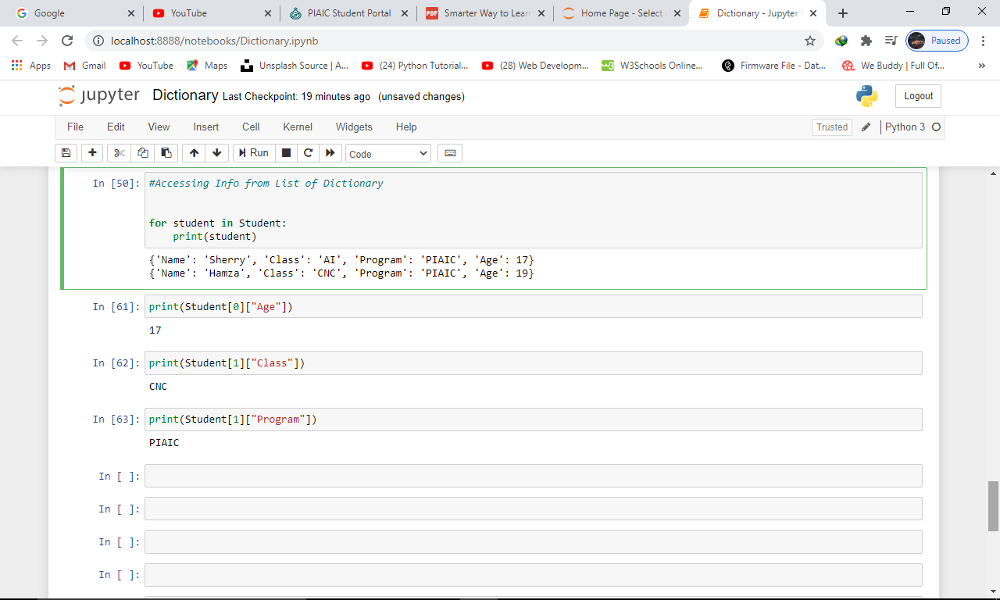 Google
YouTube
PIAIC Student Portal
PDF
Smarter Way to Lear
Home Page - Select
Dictionary - Jupyter
localhost:8888/notebooks/Dictionary.ipynb
Paused
Apps
Gmail
YouTube
Maps
Unsplash Source | A...
(24) Python Tutorial...
(28) Web Developm...
W3Schools Online...
Firmware File - Dat...
We Buddy | Full Of...
»
jupyter
Dictionary Last Checkpoint: 19 minutes ago (unsaved changes)
Logout
File
Edit
View
Insert
Cell
Kernel
Widgets
Help
Trusted
Python 3
Run
Code
In [50]: #Accessing Info from List of Dictionary
for student in Student:
    print(student)
{'Name': 'Sherry', 'Class': 'AI', 'Program': 'PIAIC', 'Age': 17}
{'Name': 'Hamza', 'Class': 'CNC', 'Program': 'PIAIC', 'Age': 19}
In [61]: print(Student[0]["Age"])
17
In [62]: print(Student[1]["Class"])
CNC
In [63]: print(Student[1]["Program"])
PIAIC
In [ ]:
In [ ]:
In [ ]:
In [ ]: